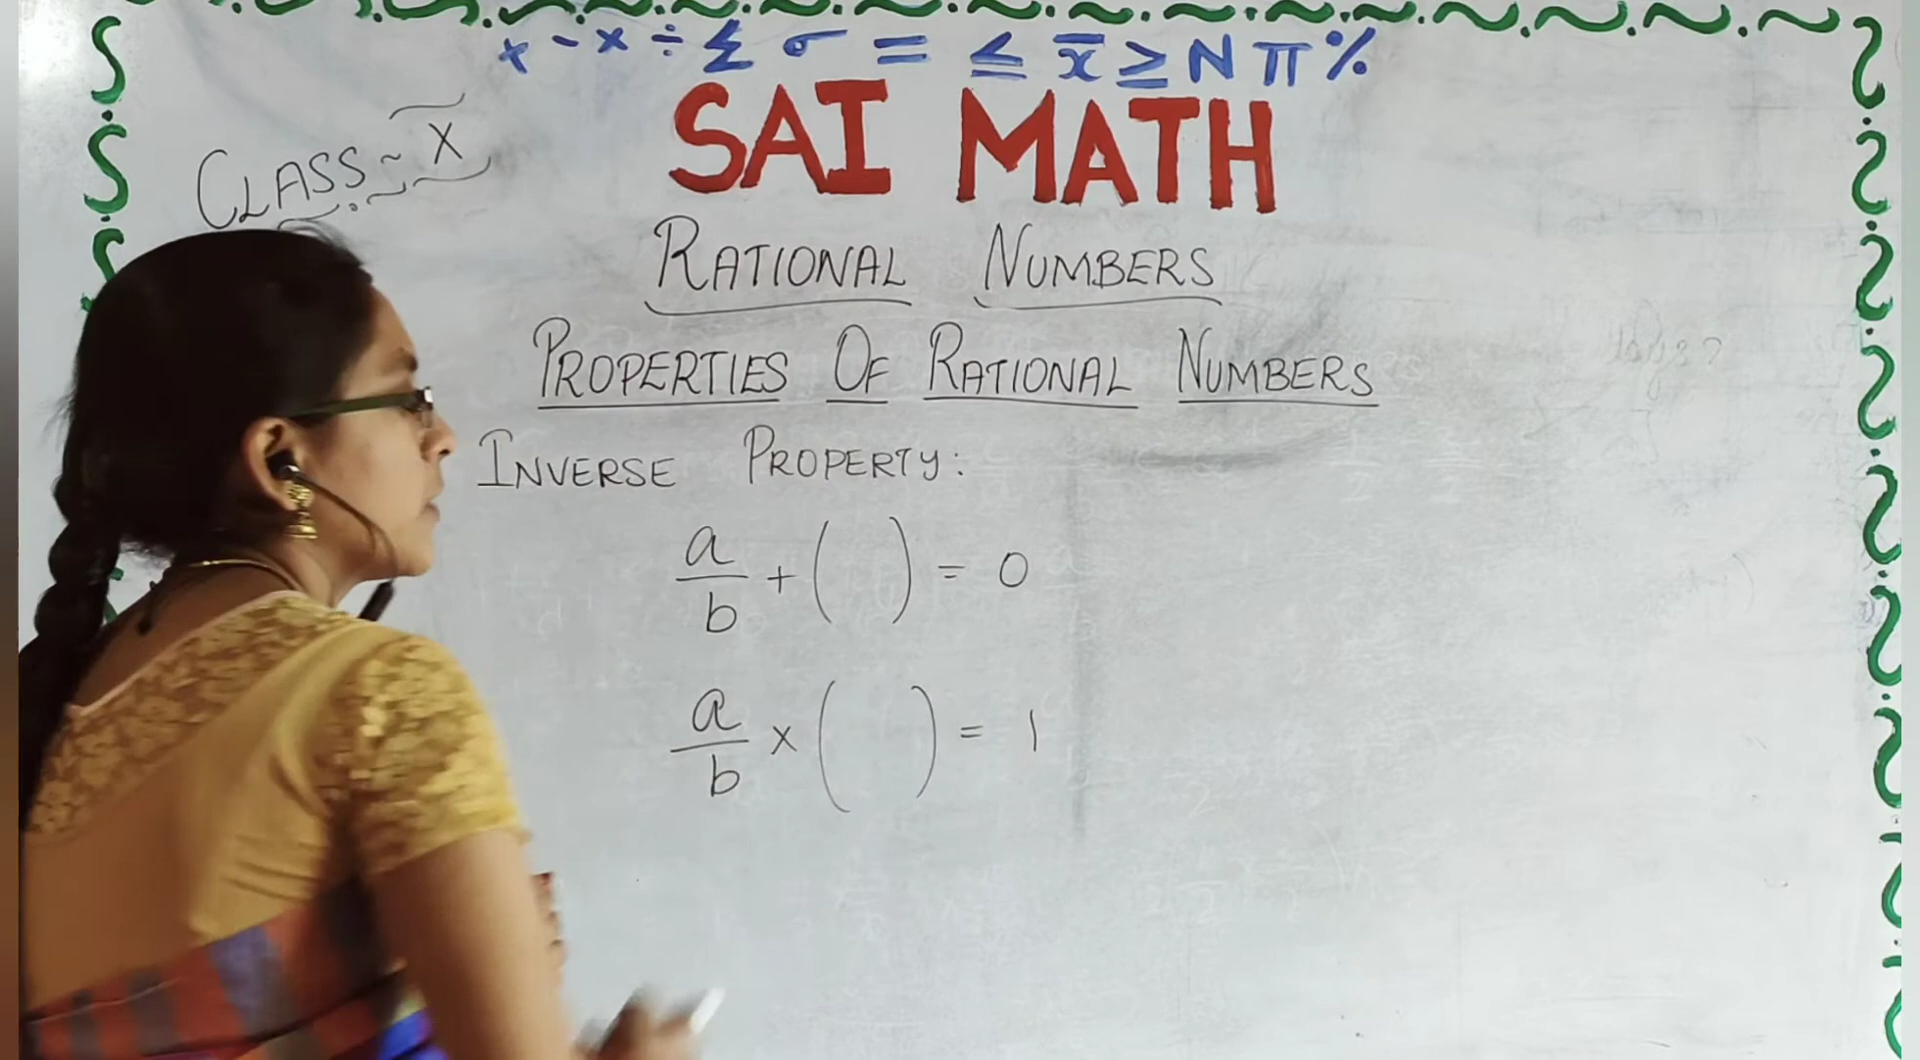 + - × ÷ Σ σ = ≤ x̄ ≥ N π %
SAI MATH
CLASS ~ X
RATIONAL NUMBERS
PROPERTIES OF RATIONAL NUMBERS
INVERSE PROPERTY:
a/b + ( ) = 0
a/b × ( ) = 1